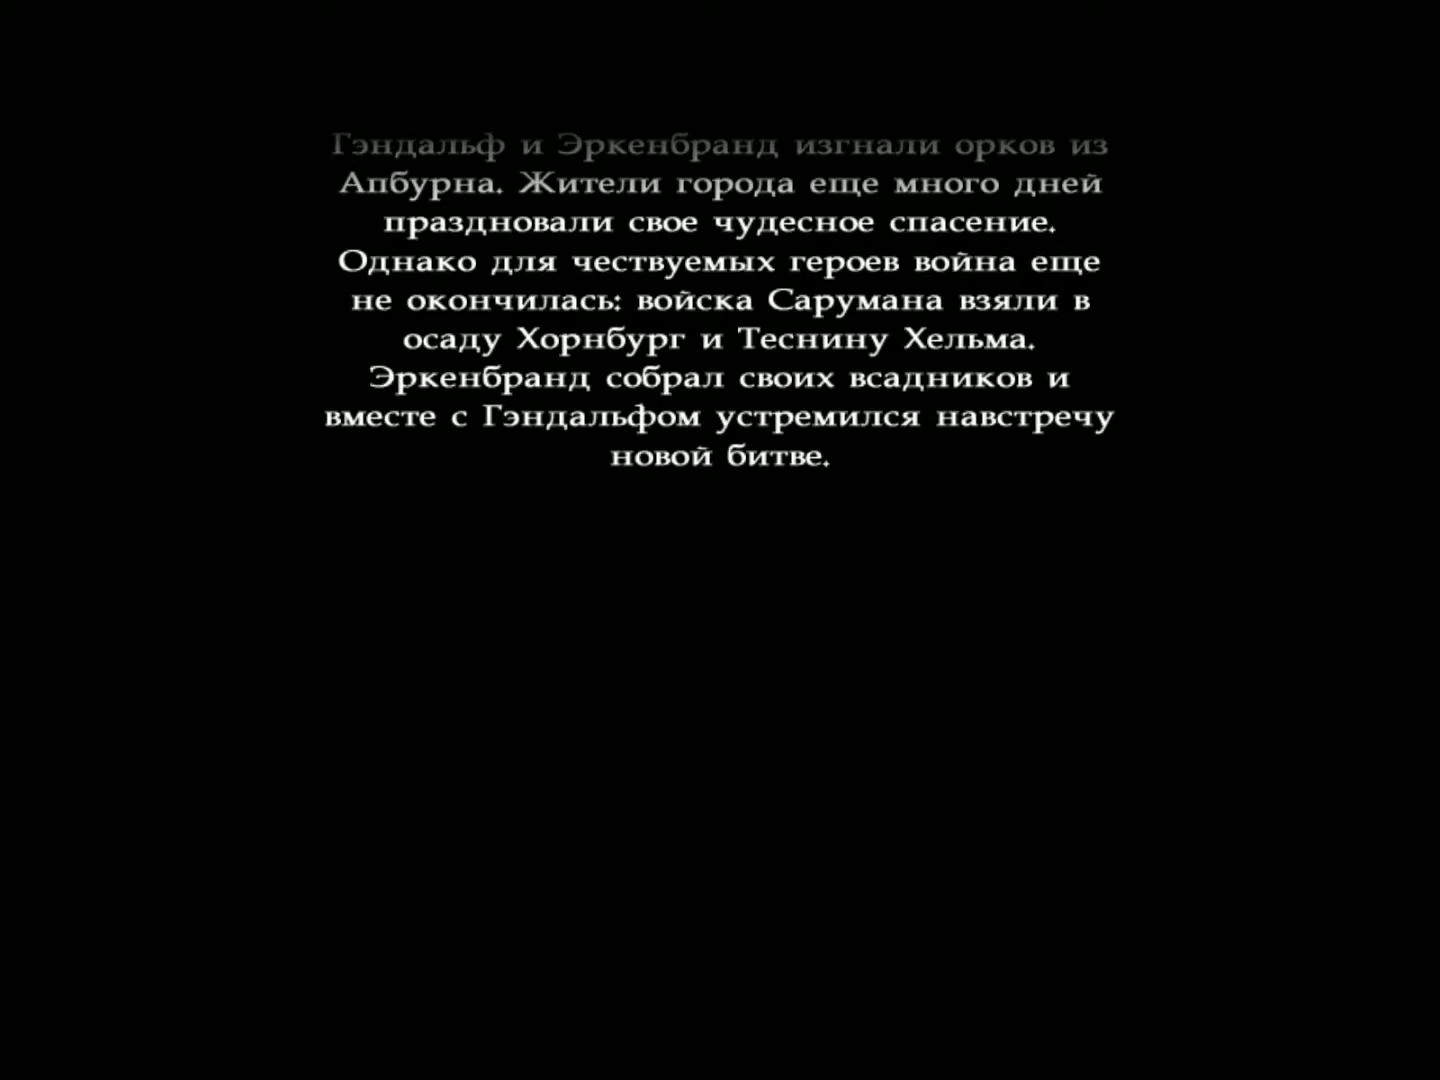 Гэндальф и Эркенбранд изгнали орков из
Апбурна. Жители города еще много дней
праздновали свое чудесное спасение.
Однако для чествуемых героев война еще
не окончилась: войска Сарумана взяли в
осаду Хорнбург и Теснину Хельма.
Эркенбранд собрал своих всадников и
вместе с Гэндальфом устремился навстречу
новой битве.